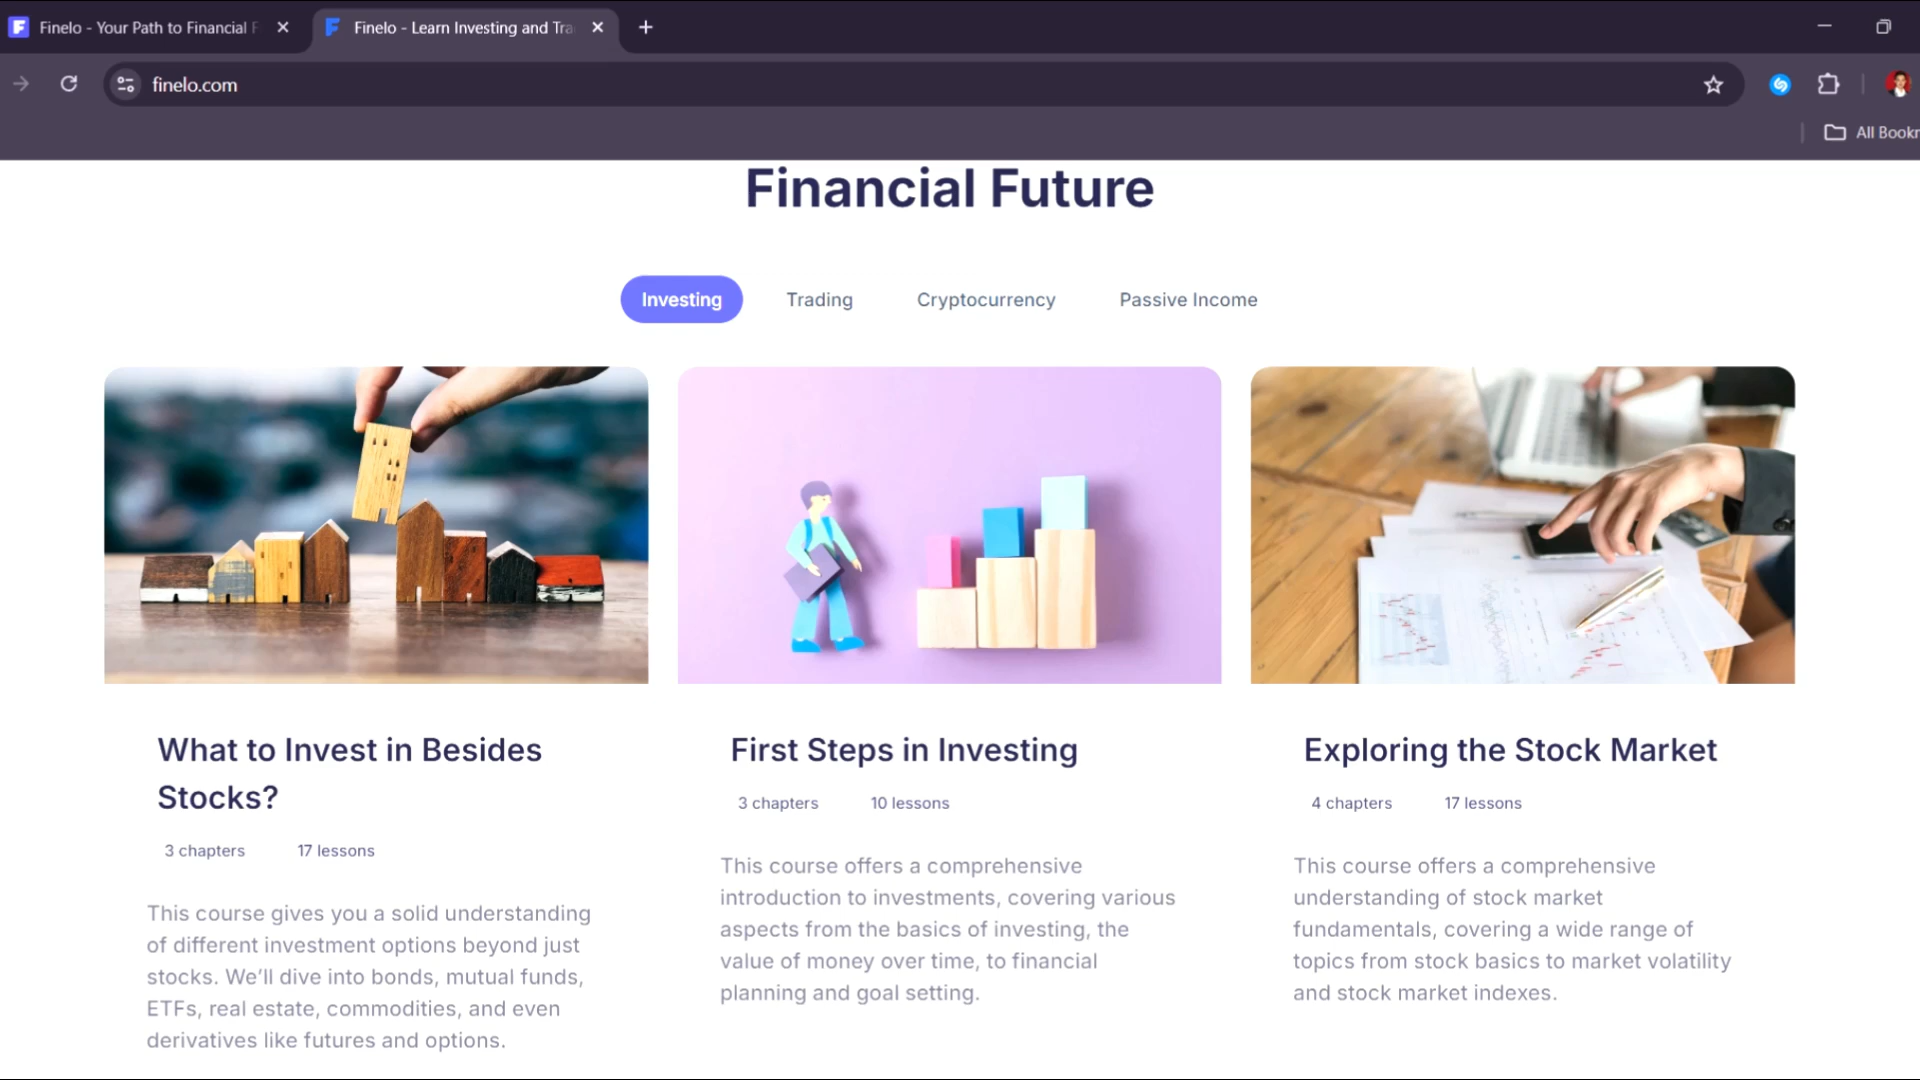 Finelo - Your Path to Financial F
Finelo - Learn Investing and Tra
finelo.com
All Bookr
Financial Future
Investing
Trading
Cryptocurrency
Passive Income
What to Invest in Besides
Stocks?
3 chapters
17 lessons
This course gives you a solid understanding
of different investment options beyond just
stocks. We’ll dive into bonds, mutual funds,
ETFs, real estate, commodities, and even
derivatives like futures and options.
First Steps in Investing
3 chapters
10 lessons
This course offers a comprehensive
introduction to investments, covering various
aspects from the basics of investing, the
value of money over time, to financial
planning and goal setting.
Exploring the Stock Market
4 chapters
17 lessons
This course offers a comprehensive
understanding of stock market
fundamentals, covering a wide range of
topics from stock basics to market volatility
and stock market indexes.